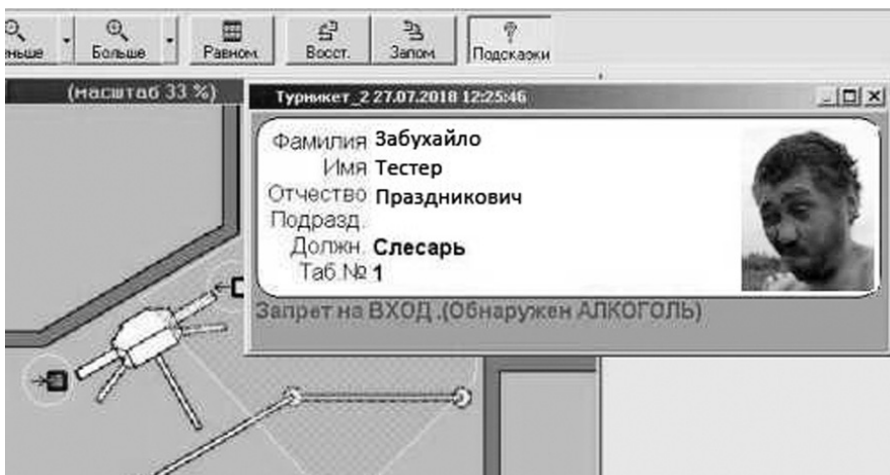 ньше Больше Равном. Восст. Запом. Подсказки
(масштаб 33 %)
Турникет_2 27.07.2018 12:25:46
Фамилия Забухайло
Имя Тестер
Отчество Праздникович
Подразд.
Должн. Слесарь
Таб.№ 1
Запрет на ВХОД.(Обнаружен АЛКОГОЛЬ)